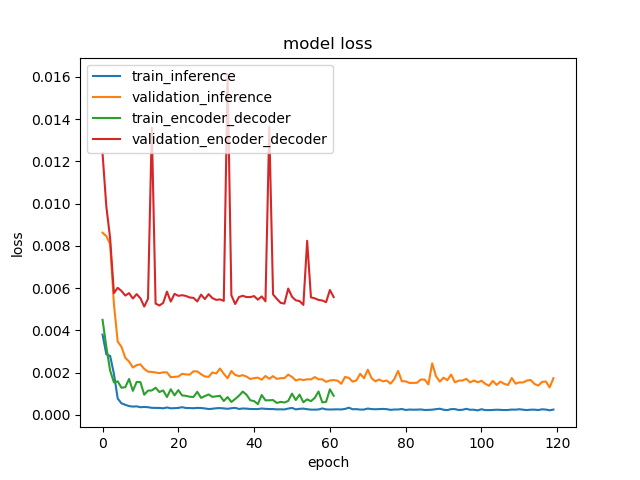 model loss
train_inference
validation_inference
train_encoder_decoder
validation_encoder_decoder
0.016
0.014
0.012
0.010
0.008
0.006
0.004
0.002
0.000
loss
0 20 40 60 80 100 120
epoch